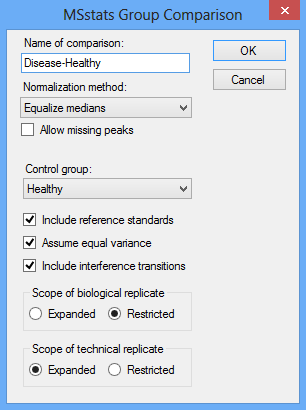 MSstats Group Comparison
Name of comparison:
OK
Disease-Healthy
Cancel
Normalization method:
Equalize medians
Allow missing peaks
Control group:
Healthy
Include reference standards
Assume equal variance
Include interference transitions
Scope of biological replicate
Expanded Restricted
Scope of technical replicate
Expanded Restricted